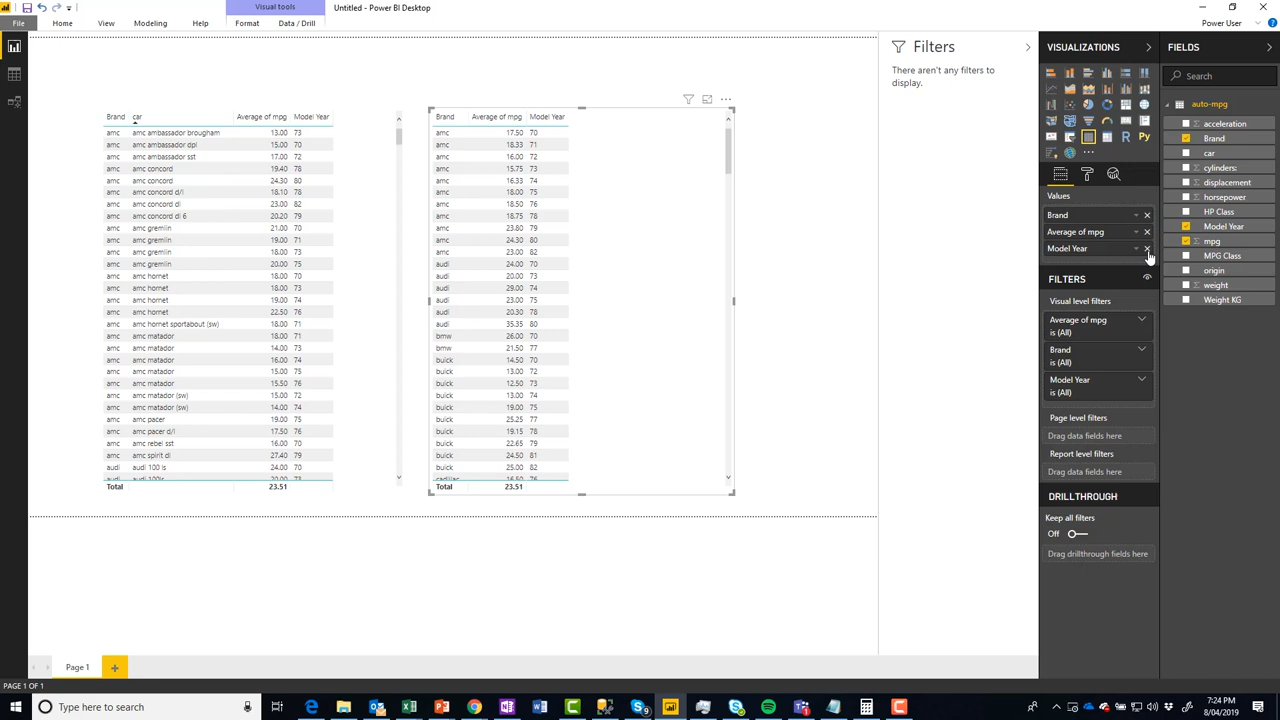 Visual tools
Untitled - Power BI Desktop
File
Home
View
Modeling
Help
Format
Data / Drill
Power User
Brand car Average of mpg Model Year
amc amc ambassador brougham 13.00 73
amc amc ambassador dpl 15.00 70
amc amc ambassador sst 17.00 72
amc amc concord 19.40 78
amc amc concord 24.30 80
amc amc concord d/l 18.10 78
amc amc concord dl 23.00 82
amc amc concord dl 6 20.20 79
amc amc gremlin 21.00 70
amc amc gremlin 19.00 71
amc amc gremlin 18.00 73
amc amc gremlin 20.00 75
amc amc hornet 18.00 70
amc amc hornet 18.00 73
amc amc hornet 19.00 74
amc amc hornet 22.50 76
amc amc hornet sportabout (sw) 18.00 71
amc amc matador 18.00 71
amc amc matador 14.00 73
amc amc matador 16.00 74
amc amc matador 15.00 75
amc amc matador 15.50 76
amc amc matador (sw) 15.00 72
amc amc matador (sw) 14.00 74
amc amc pacer 19.00 75
amc amc pacer d/l 17.50 76
amc amc rebel sst 16.00 70
amc amc spirit dl 27.40 79
audi audi 100 ls 24.00 70
audi audi 100ls 20.00 73
Total 23.51
Brand Average of mpg Model Year
amc 17.50 70
amc 18.33 71
amc 16.00 72
amc 15.75 73
amc 16.33 74
amc 18.00 75
amc 18.50 76
amc 18.75 78
amc 23.80 79
amc 24.30 80
amc 23.00 82
audi 24.00 70
audi 20.00 73
audi 29.00 74
audi 23.00 75
audi 20.30 78
audi 35.35 80
bmw 26.00 70
bmw 21.50 77
buick 14.50 70
buick 13.00 72
buick 12.50 73
buick 13.00 74
buick 19.00 75
buick 25.25 77
buick 19.15 78
buick 22.65 79
buick 24.50 81
buick 25.00 82
cadillac 16.50 76
Total 23.51
Filters
There aren't any filters to
display.
VISUALIZATIONS
R Py
Values
Brand
Average of mpg
Model Year
FILTERS
Visual level filters
Average of mpg
is (All)
Brand
is (All)
Model Year
is (All)
Page level filters
Drag data fields here
Report level filters
Drag data fields here
DRILLTHROUGH
Keep all filters
Off
Drag drillthrough fields here
FIELDS
Search
auto-mpg
acceleration
Brand
car
cylinders:
displacement
horsepower
HP Class
Model Year
mpg
MPG Class
origin
weight
Weight KG
Page 1
PAGE 1 OF 1
Type here to search
7:24 PM
8/04/2019